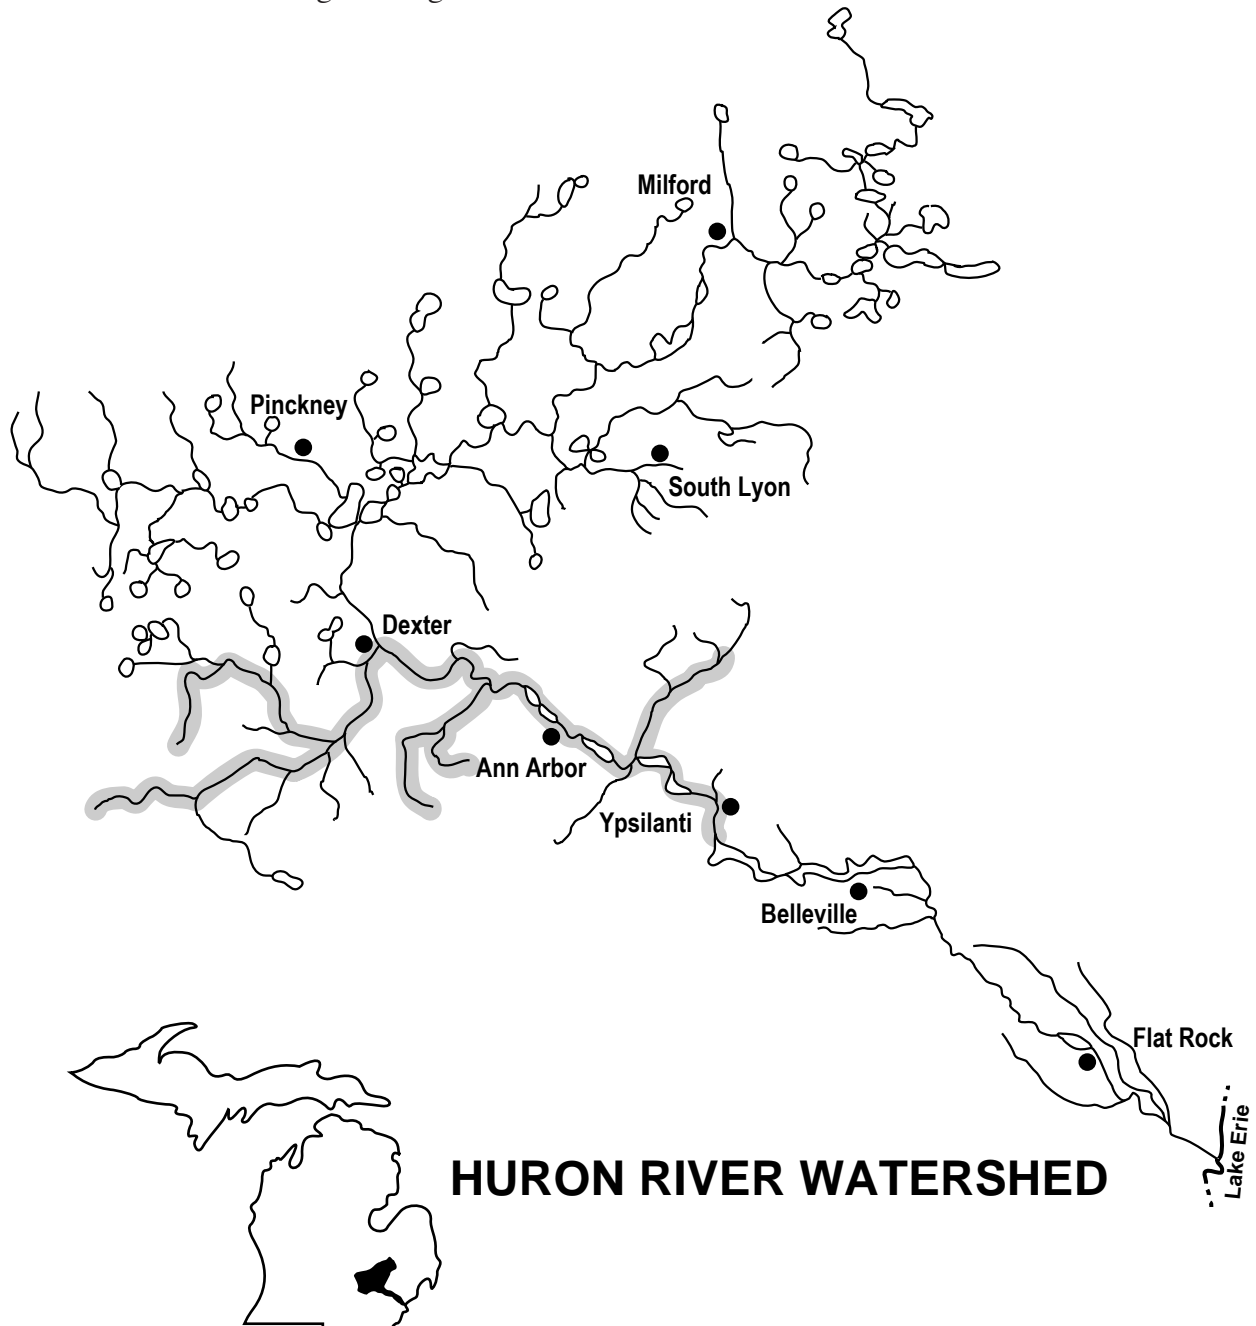 Milford
Pinckney
South Lyon
Dexter
Ann Arbor
Ypsilanti
Belleville
Flat Rock
Lake Erie
HURON RIVER WATERSHED